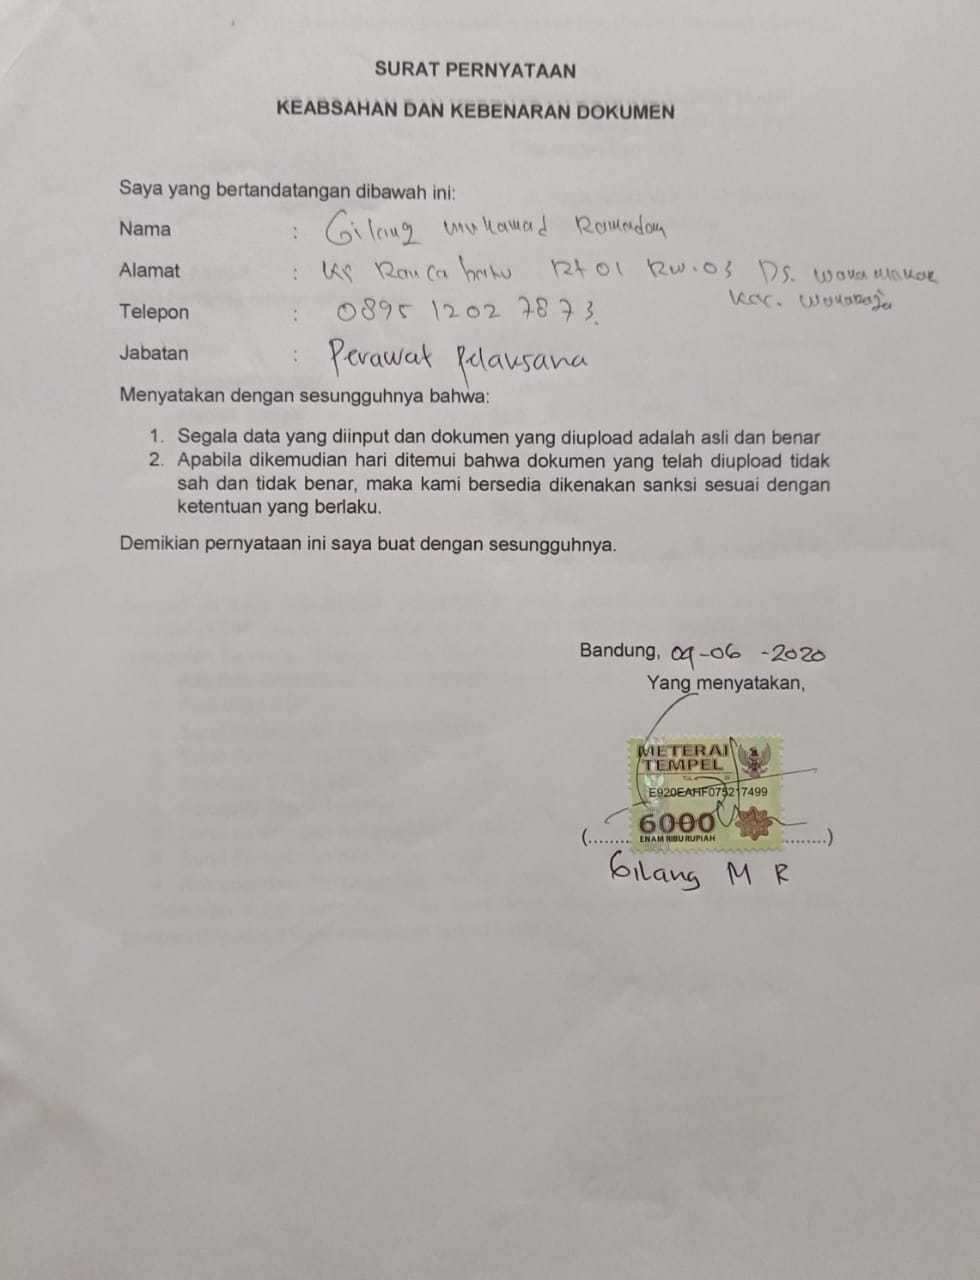 SURAT PERNYATAAN
KEABSAHAN DAN KEBENARAN DOKUMEN
Saya yang bertandatangan dibawah ini:
Nama : Gilang Muhamad Ramadan
Alamat : Kp Ranca Rt 01 Rw.03 Ds.
Kec.
Telepon : 0895 1202 7873.
Jabatan : Perawat Pelaksana
Menyatakan dengan sesungguhnya bahwa:
1. Segala data yang diinput dan dokumen yang diupload adalah asli dan benar
2. Apabila dikemudian hari ditemui bahwa dokumen yang telah diupload tidak
sah dan tidak benar, maka kami bersedia dikenakan sanksi sesuai dengan
ketentuan yang berlaku.
Demikian pernyataan ini saya buat dengan sesungguhnya.
Bandung, 09-06-2020
Yang menyatakan,
METERAI
TEMPEL
E920EAHF075217499
6000
ENAM RIBU RUPIAH
(.................)
Gilang M R